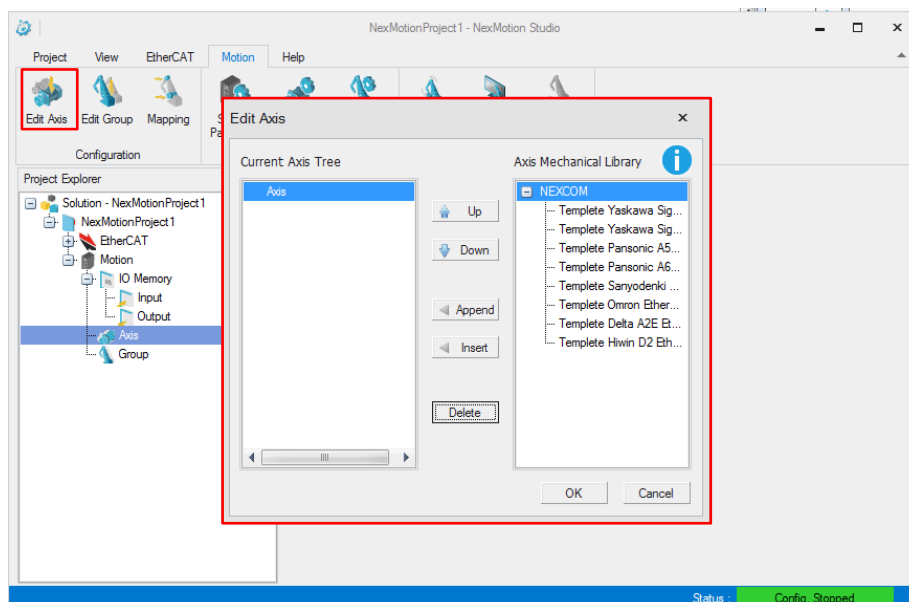 NexMotionProject1 - NexMotion Studio
Project View EtherCAT Motion Help
Edit Axis Edit Group Mapping
Configuration
Edit Axis
Current Axis Tree
Axis Mechanical Library
Axis
Up
Down
Append
Insert
Delete
NEXCOM
Templete Yaskawa Sig...
Templete Yaskawa Sig...
Templete Pansonic A5...
Templete Pansonic A6...
Templete Sanyodenki ...
Templete Omron Ether...
Templete Delta A2E Et...
Templete Hiwin D2 Eth...
OK Cancel
Project Explorer
Solution - NexMotionProject1
NexMotionProject1
EtherCAT
Motion
IO Memory
Input
Output
Axis
Group
Status : Config. Stopped